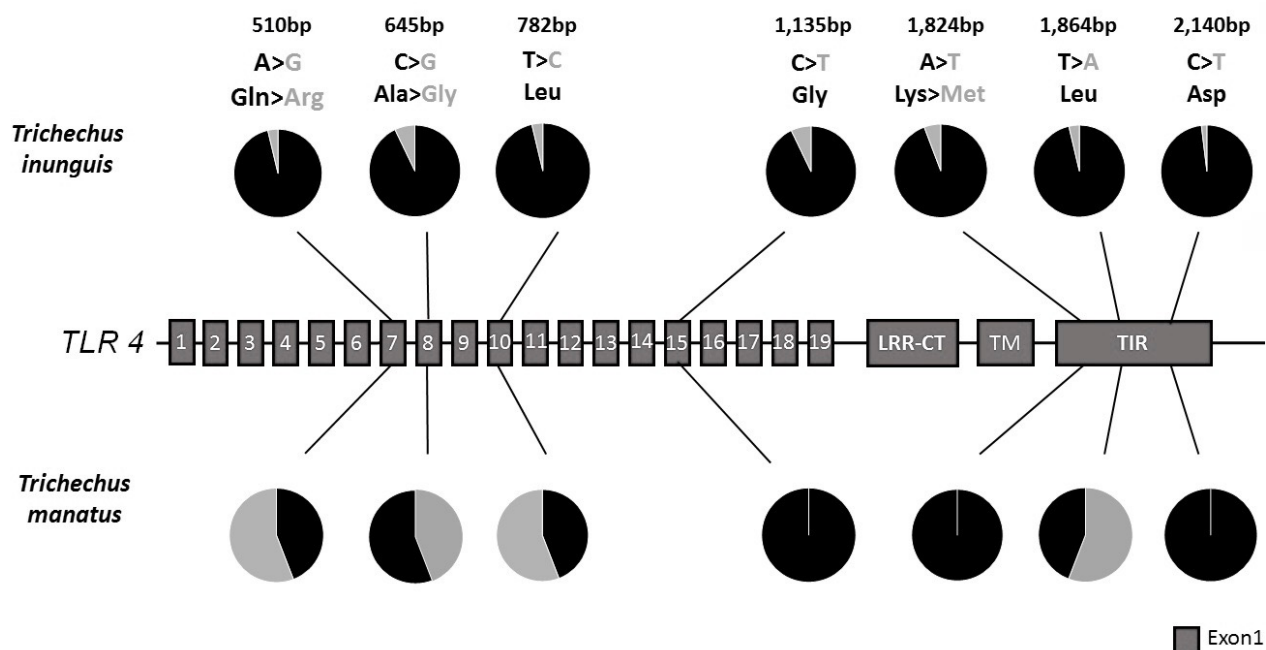 510bp 645bp 782bp 1,135bp 1,824bp 1,864bp 2,140bp
A>G C>G T>C C>T A>T T>A C>T
Gln>Arg Ala>Gly Leu Gly Lys>Met Leu Asp
Trichechus
inunguis
TLR 4 1 2 3 4 5 6 7 8 9 10 11 12 13 14 15 16 17 18 19 LRR-CT TM TIR
Trichechus
manatus
Exon1